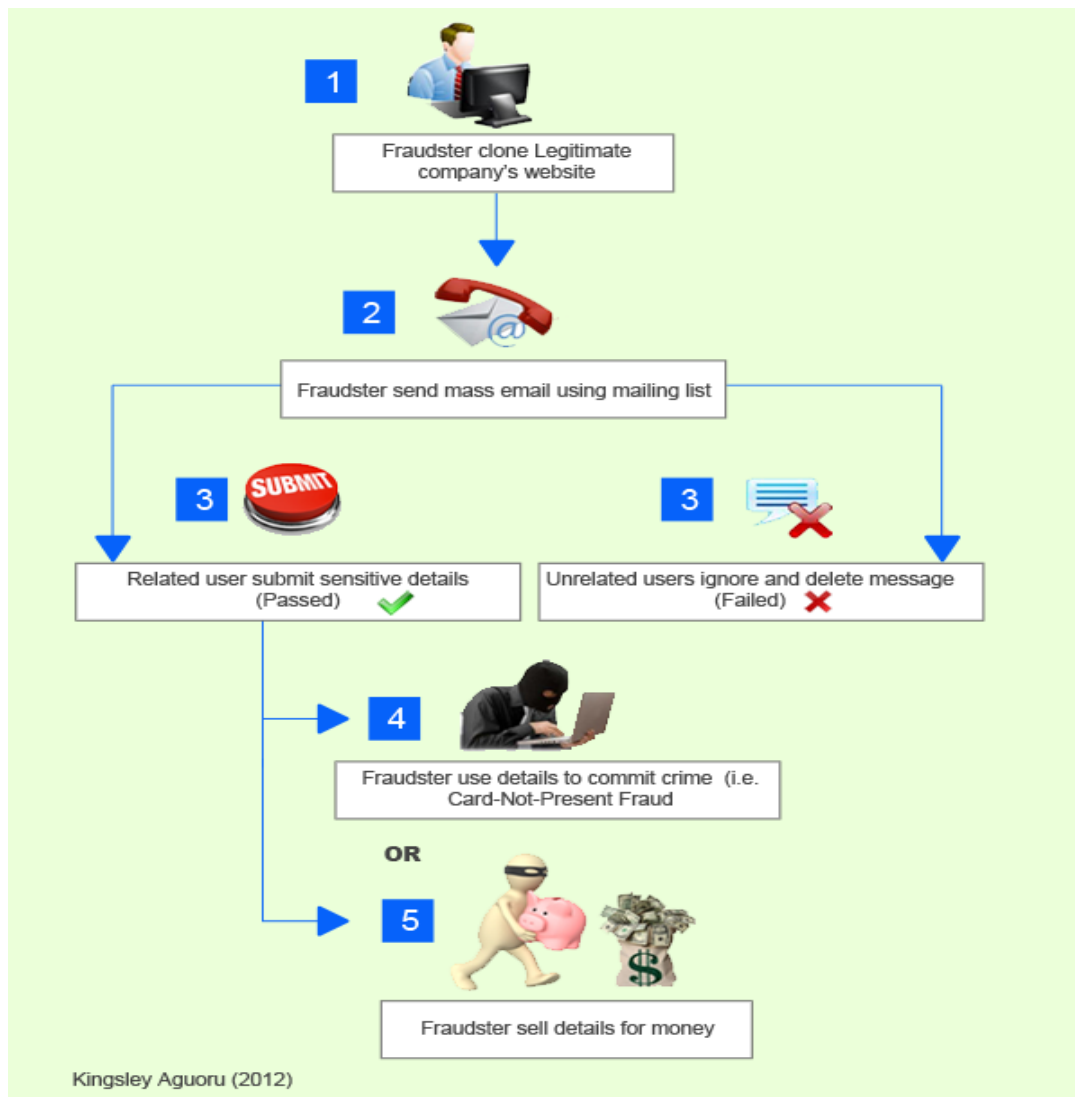 1
Fraudster clone Legitimate
company's website
2
@
Fraudster send mass email using mailing list
3
SUBMIT
3
Related user submit sensitive details
(Passed)
Unrelated users ignore and delete message
(Failed)
4
Fraudster use details to commit crime (i.e.
Card-Not-Present Fraud
OR
5
$
Fraudster sell details for money
Kingsley Aguoru (2012)